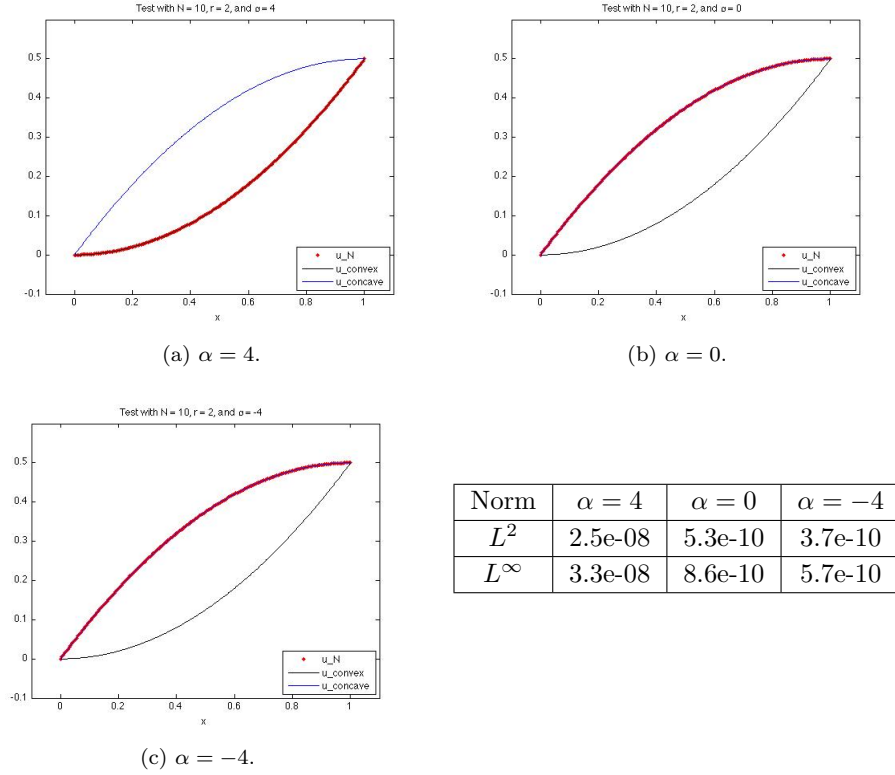 Test with N = 10, r = 2, and ø = 4
0.5
0.4
0.3
0.2
0.1
0
-0.1
u_N
u_convex
u_concave
0 0.2 0.4 0.6 0.8 1
x
(a) α = 4.
Test with N = 10, r = 2, and ø = 0
0.5
0.4
0.3
0.2
0.1
0
-0.1
u_N
u_convex
u_concave
0 0.2 0.4 0.6 0.8 1
x
(b) α = 0.
Test with N = 10, r = 2, and ø = -4
0.5
0.4
0.3
0.2
0.1
0
-0.1
u_N
u_convex
u_concave
0 0.2 0.4 0.6 0.8 1
x
(c) α = −4.
Norm α = 4 α = 0 α = −4
L² 2.5e-08 5.3e-10 3.7e-10
L∞ 3.3e-08 8.6e-10 5.7e-10